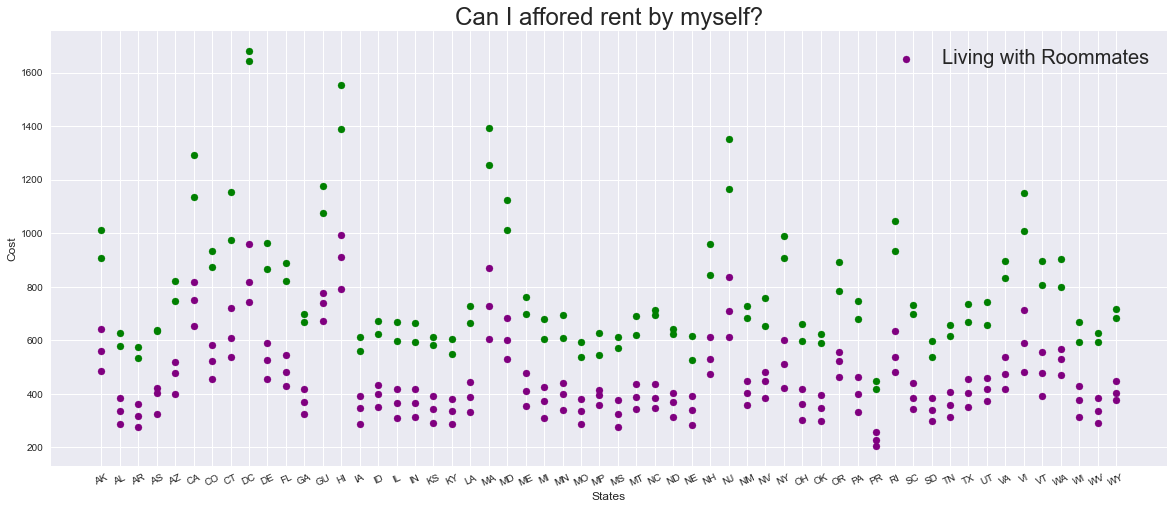 Can I affored rent by myself?
Living with Roommates
Cost
1600
1400
1200
1000
800
600
400
200
AK AL AR AS AZ CA CO CT DC DE FL GA GU HI IA ID IL IN KS KY LA MA MD ME MI MN MO MP MS MT NC ND NE NH NJ NM NV NY OH OK OR PA PR RI SC SD TN TX UT VA VI VT WA WI WV WY
States